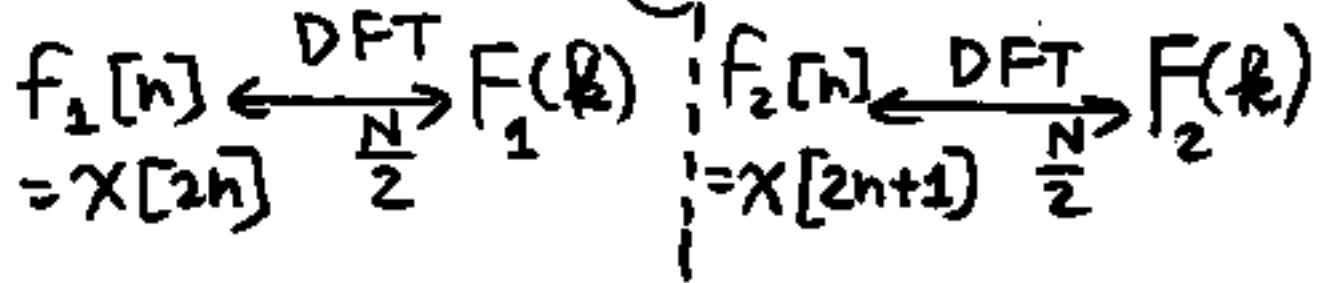 f₁[n] ⟷ DFT N/2 F₁(k)
= x[2n]
f₂[n] ⟷ DFT N/2 F₂(k)
= x[2n+1]